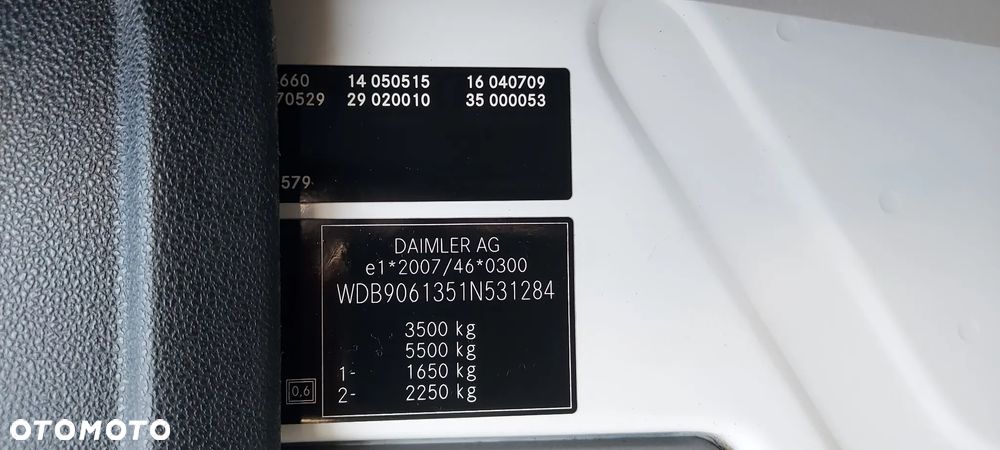 660 14 050515 16 040709
70529 29 020010 35 000053
579
DAIMLER AG
e1*2007/46*0300
WDB9061351N531284
3500 kg
5500 kg
1- 1650 kg
2- 2250 kg
0,6
OTOMOTO